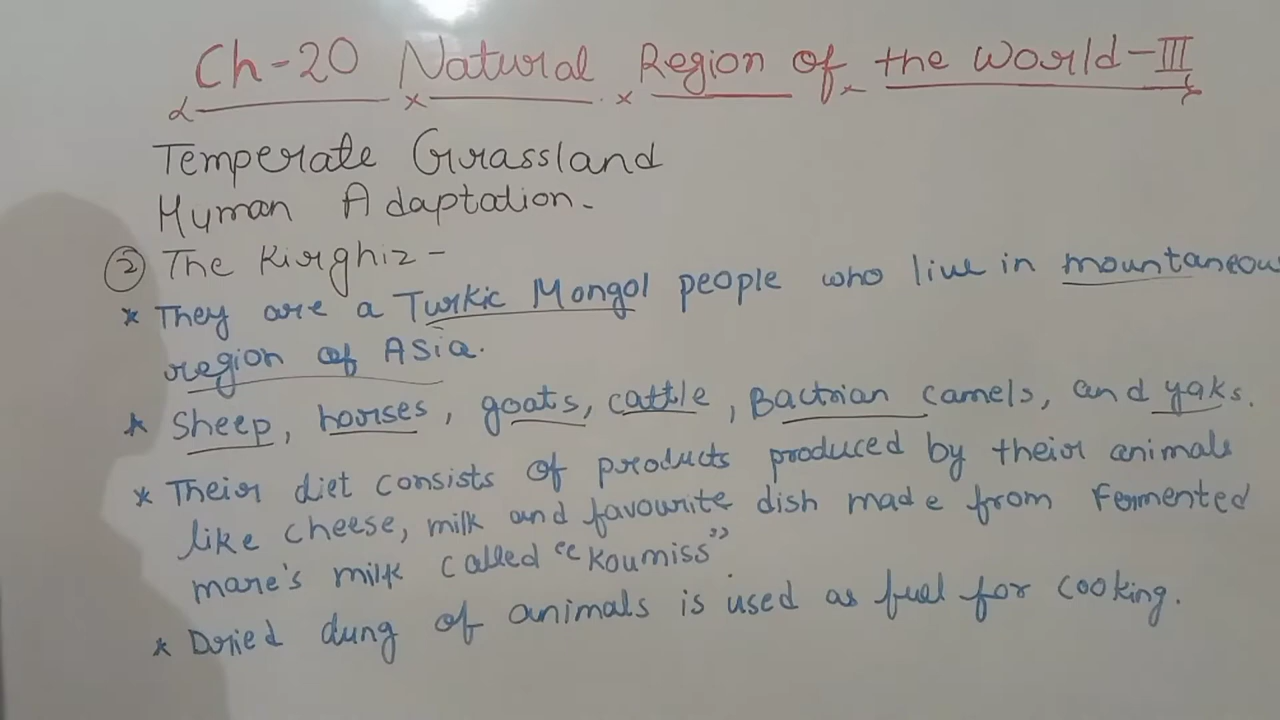 Ch-20 Natural Region of the World-III
Temperate Grassland
Human Adaptation-
② The Kirghiz-
* They are a Turkic Mongol people who live in mountaneou
region of Asia.
* Sheep, horses, goats, cattle, Bactrian camels, and yaks.
* Their diet consists of products produced by their animals
like cheese, milk and favourite dish made from Fermented
mare's milk called "Koumiss"
* Dried dung of animals is used as fuel for cooking.